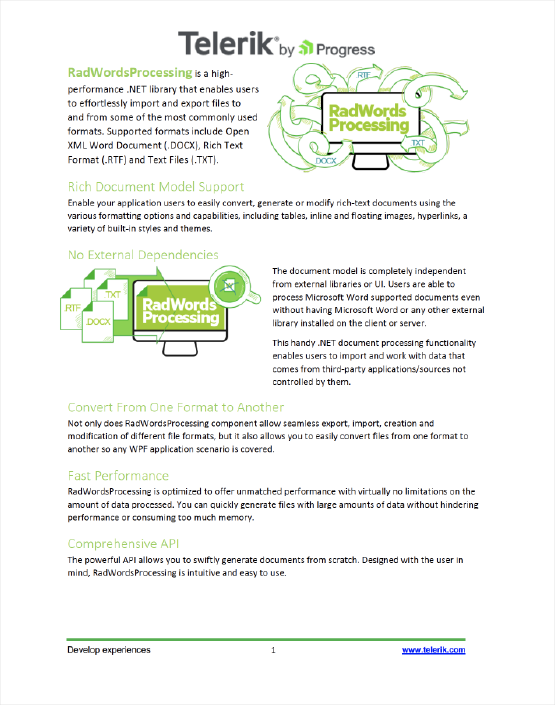 Telerik® by Progress
RadWordsProcessing is a high-
performance .NET library that enables users
to effortlessly import and export files to
and from some of the most commonly used
formats. Supported formats include Open
XML Word Document (.DOCX), Rich Text
Format (.RTF) and Text Files (.TXT).
RTF
RadWords
Processing
TXT
DOCX
Rich Document Model Support
Enable your application users to easily convert, generate or modify rich-text documents using the
various formatting options and capabilities, including tables, inline and floating images, hyperlinks, a
variety of built-in styles and themes.
No External Dependencies
TXT
RTF
DOCX
RadWords
Processing
The document model is completely independent
from external libraries or UI. Users are able to
process Microsoft Word supported documents even
without having Microsoft Word or any other external
library installed on the client or server.
This handy .NET document processing functionality
enables users to import and work with data that
comes from third-party applications/sources not
controlled by them.
Convert From One Format to Another
Not only does RadWordsProcessing component allow seamless export, import, creation and
modification of different file formats, but it also allows you to easily convert files from one format to
another so any WPF application scenario is covered.
Fast Performance
RadWordsProcessing is optimized to offer unmatched performance with virtually no limitations on the
amount of data processed. You can quickly generate files with large amounts of data without hindering
performance or consuming too much memory.
Comprehensive API
The powerful API allows you to swiftly generate documents from scratch. Designed with the user in
mind, RadWordsProcessing is intuitive and easy to use.
Develop experiences 1 www.telerik.com